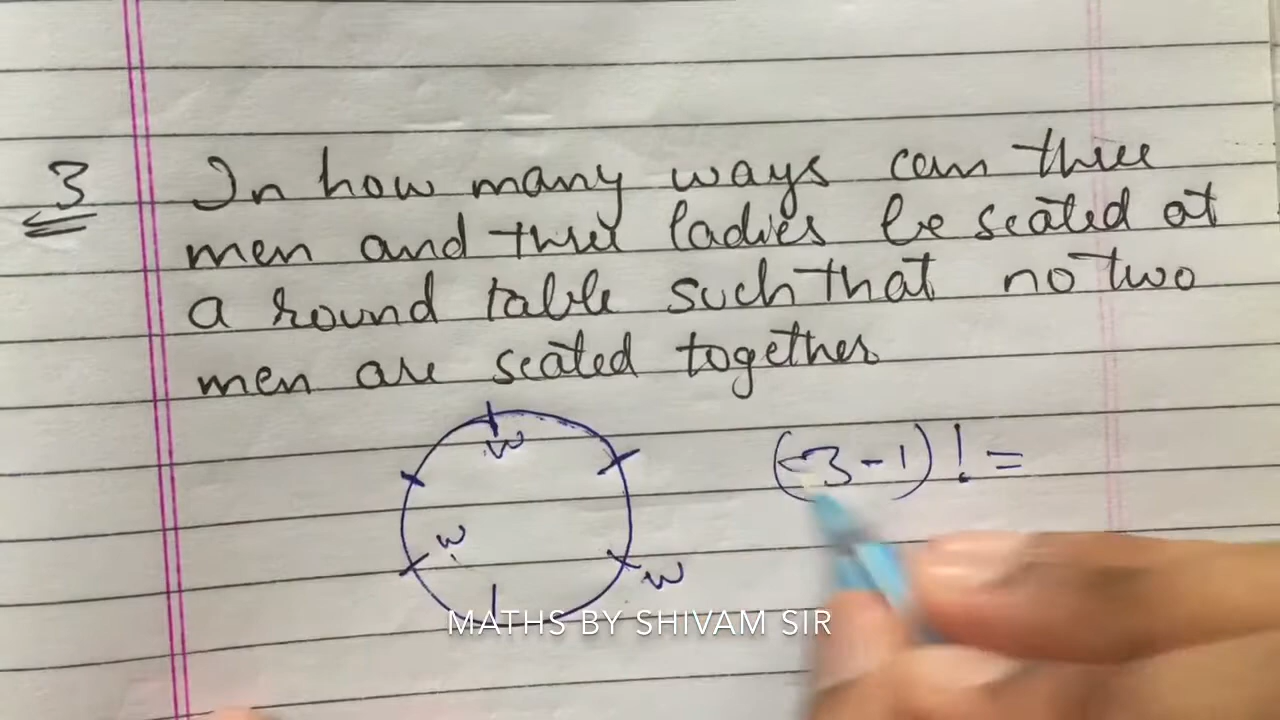 3 In how many ways can three
men and three ladies be seated at
a round table such that no two
men are seated together
W
(3-1)! =
W
W
MATHS BY SHIVAM SIR